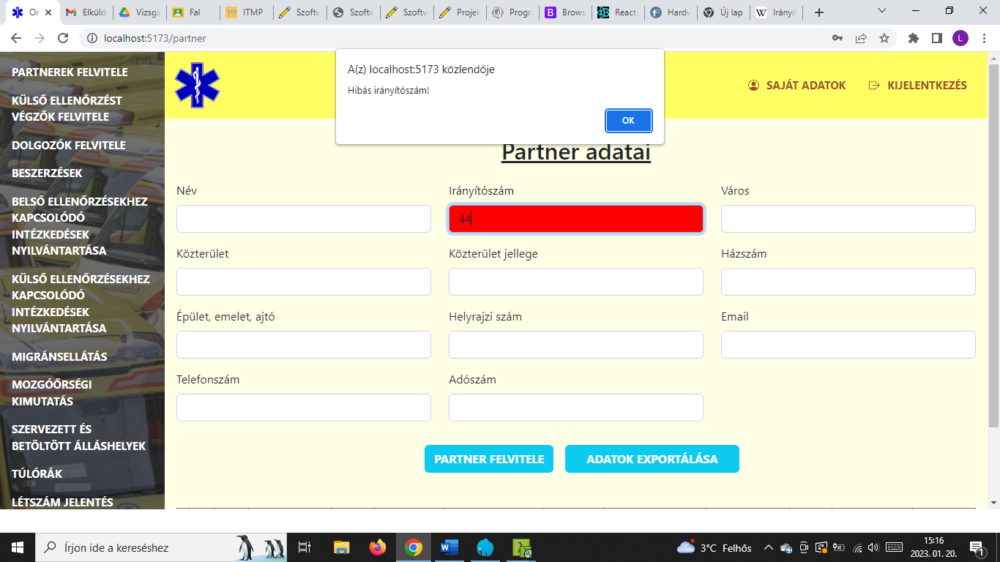 Or
Elküld
Vizsga
Fal
ITMP
Szoftv
Szoftv
Szoftv
Projek
Progra
Brows
React-
Hardv
Új lap
Irányít
localhost:5173/partner
L
A(z) localhost:5173 közlendője
Hibás irányítószám!
OK
PARTNEREK FELVITELE
KÜLSŐ ELLENŐRZÉST
VÉGZŐK FELVITELE
DOLGOZÓK FELVITELE
BESZERZÉSEK
BELSŐ ELLENŐRZÉSEKHEZ
KAPCSOLÓDÓ
INTÉZKEDÉSEK
NYILVÁNTARTÁSA
KÜLSŐ ELLENŐRZÉSEKHEZ
KAPCSOLÓDÓ
INTÉZKEDÉSEK
NYILVÁNTARTÁSA
MIGRÁNSELLÁTÁS
MOZGÓŐRSÉGI
KIMUTATÁS
SZERVEZETT ÉS
BETÖLTÖTT ÁLLÁSHELYEK
TÚLÓRÁK
LÉTSZÁM JELENTÉS
SAJÁT ADATOK
KIJELENTKEZÉS
Partner adatai
Név
Irányítószám
Város
44
Közterület
Közterület jellege
Házszám
Épület, emelet, ajtó
Helyrajzi szám
Email
Telefonszám
Adószám
PARTNER FELVITELE
ADATOK EXPORTÁLÁSA
Írjon ide a kereséshez
3°C Felhős
15:16
2023. 01. 20.
1